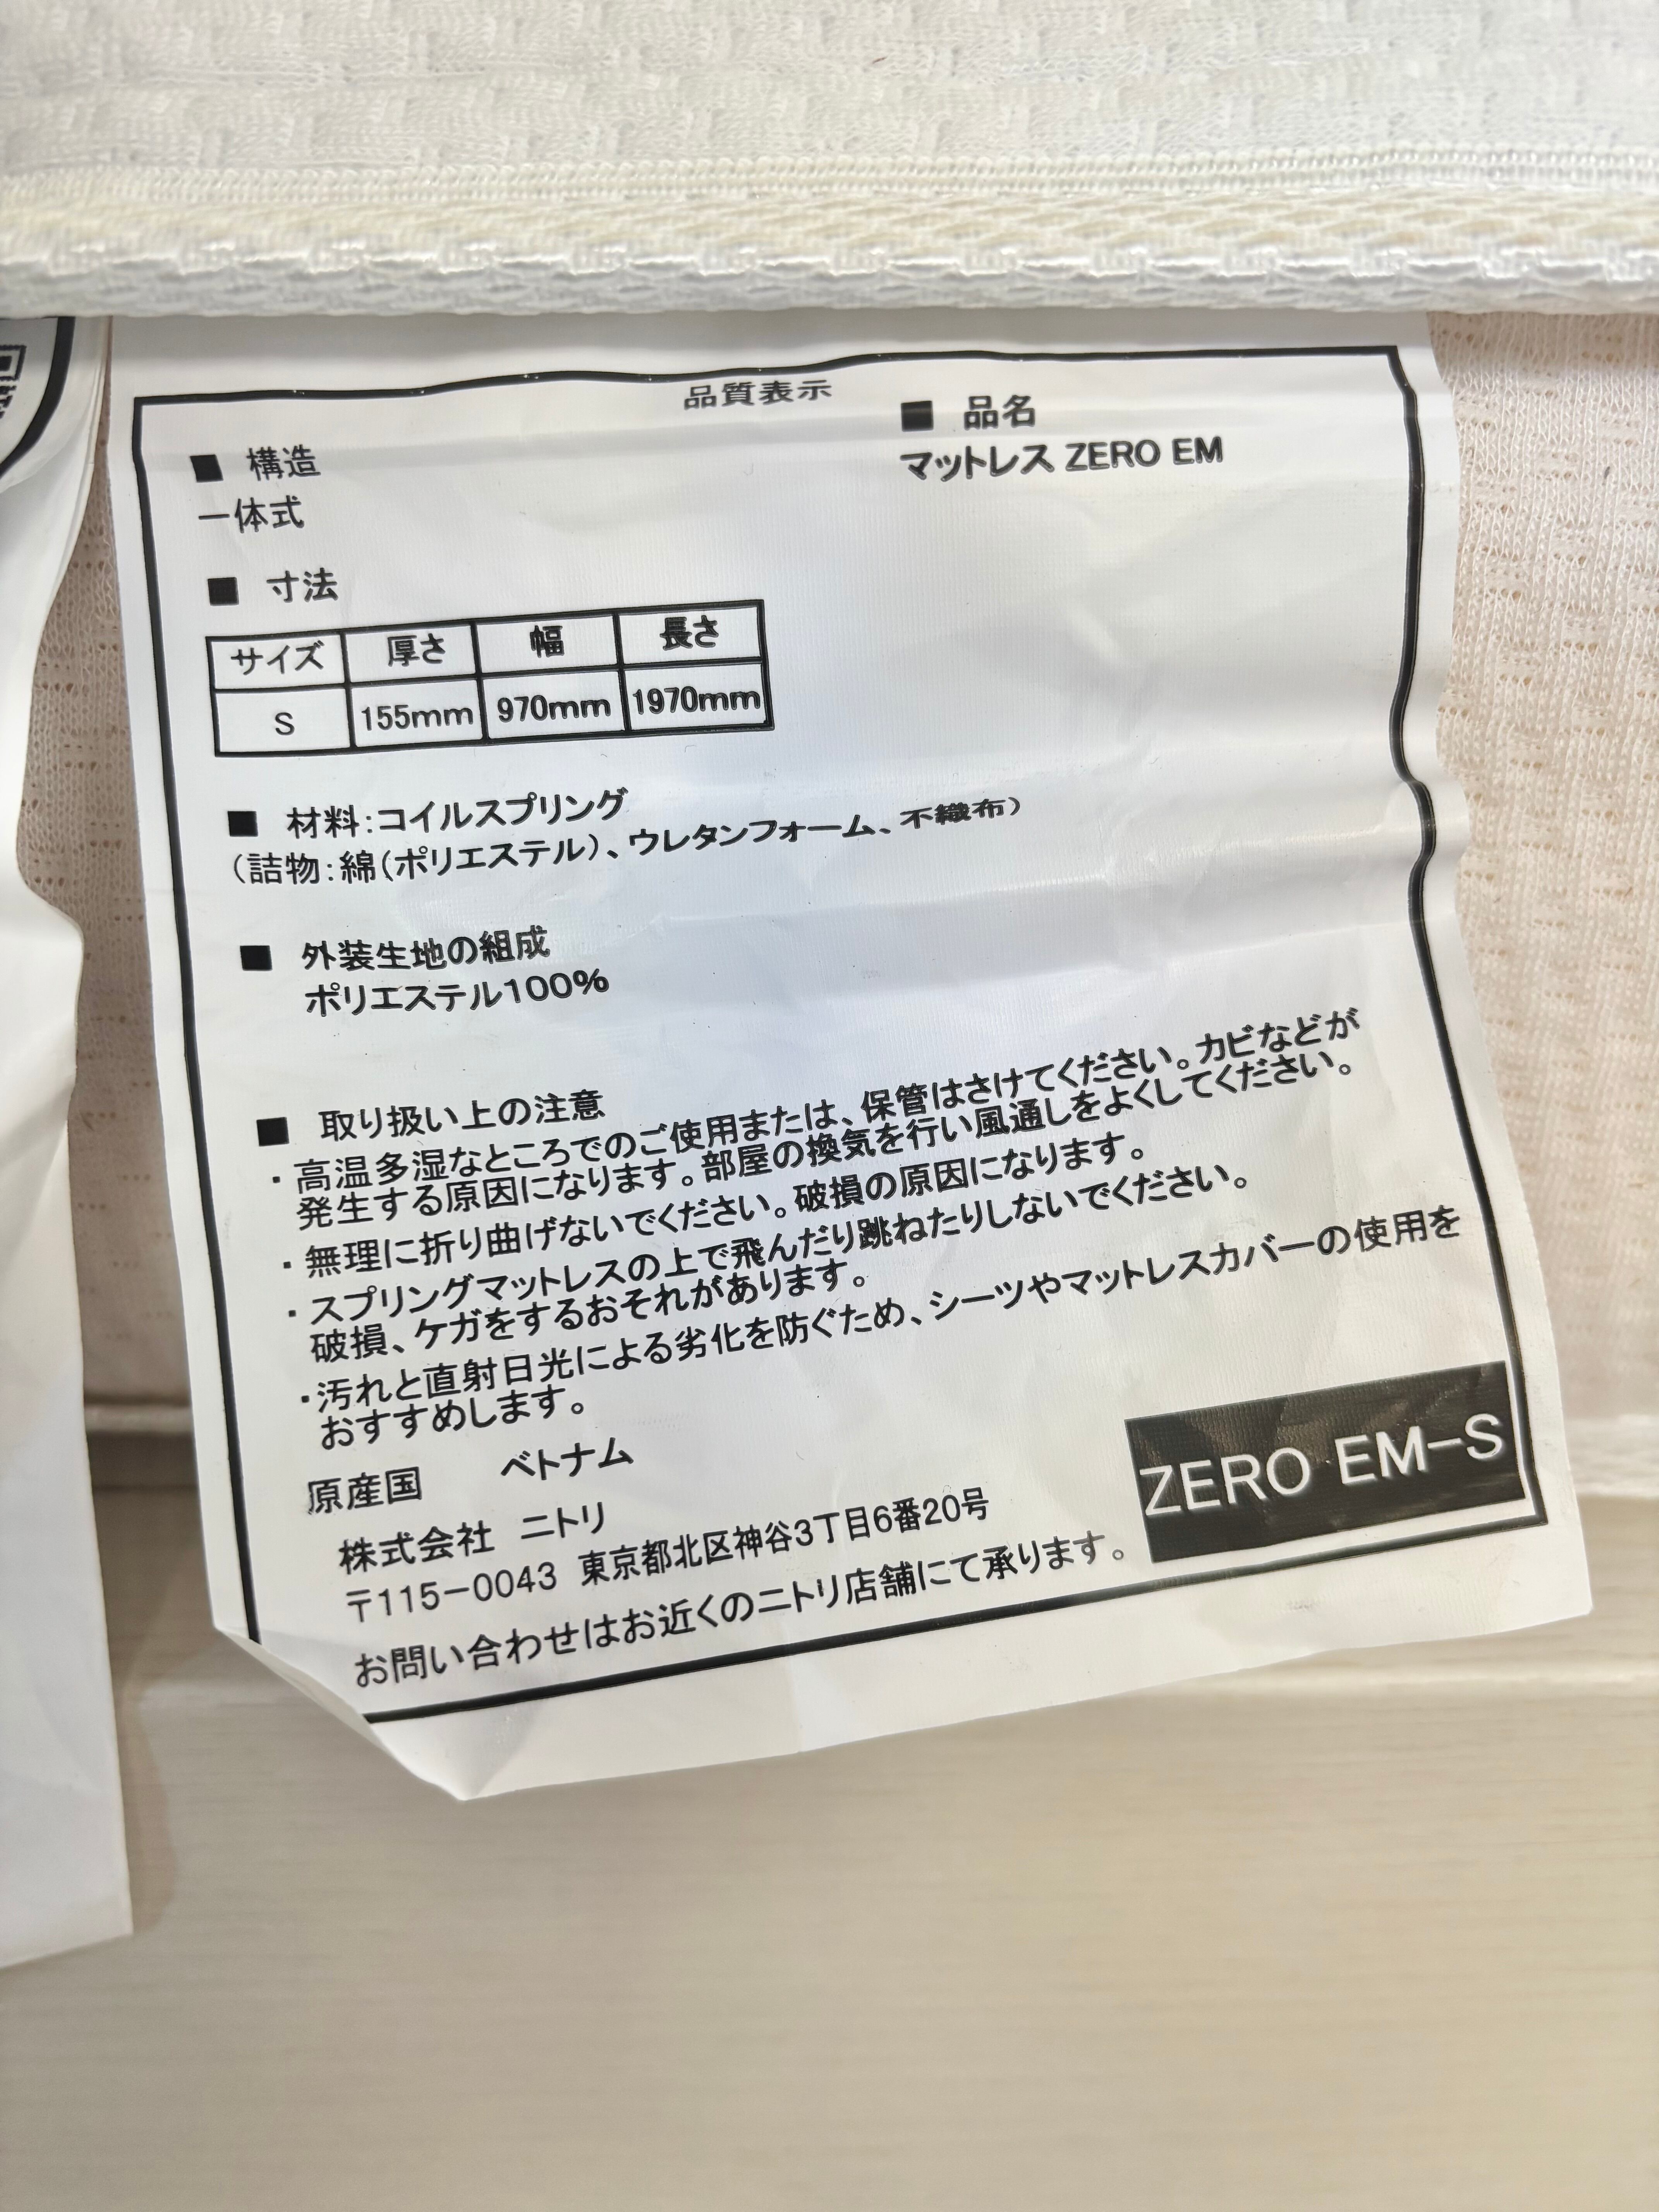 品質表示
■ 構造
一体式
■ 品名
マットレス ZERO EM
■ 寸法
サイズ 厚さ 幅 長さ
S 155mm 970mm 1970mm
■ 材料:コイルスプリング
(詰物:綿(ポリエステル)、ウレタンフォーム、不織布)
■ 外装生地の組成
ポリエステル100%
■ 取り扱い上の注意
・高温多湿なところでのご使用または、保管はさけてください。カビなどが
発生する原因になります。部屋の換気を行い風通しをよくしてください。
・無理に折り曲げないでください。破損の原因になります。
・スプリングマットレスの上で飛んだり跳ねたりしないでください。
破損、ケガをするおそれがあります。
・汚れと直射日光による劣化を防ぐため、シーツやマットレスカバーの使用を
おすすめします。
原産国 ベトナム
株式会社 ニトリ
〒115-0043 東京都北区神谷3丁目6番20号
お問い合わせはお近くのニトリ店舗にて承ります。
ZERO EM-S